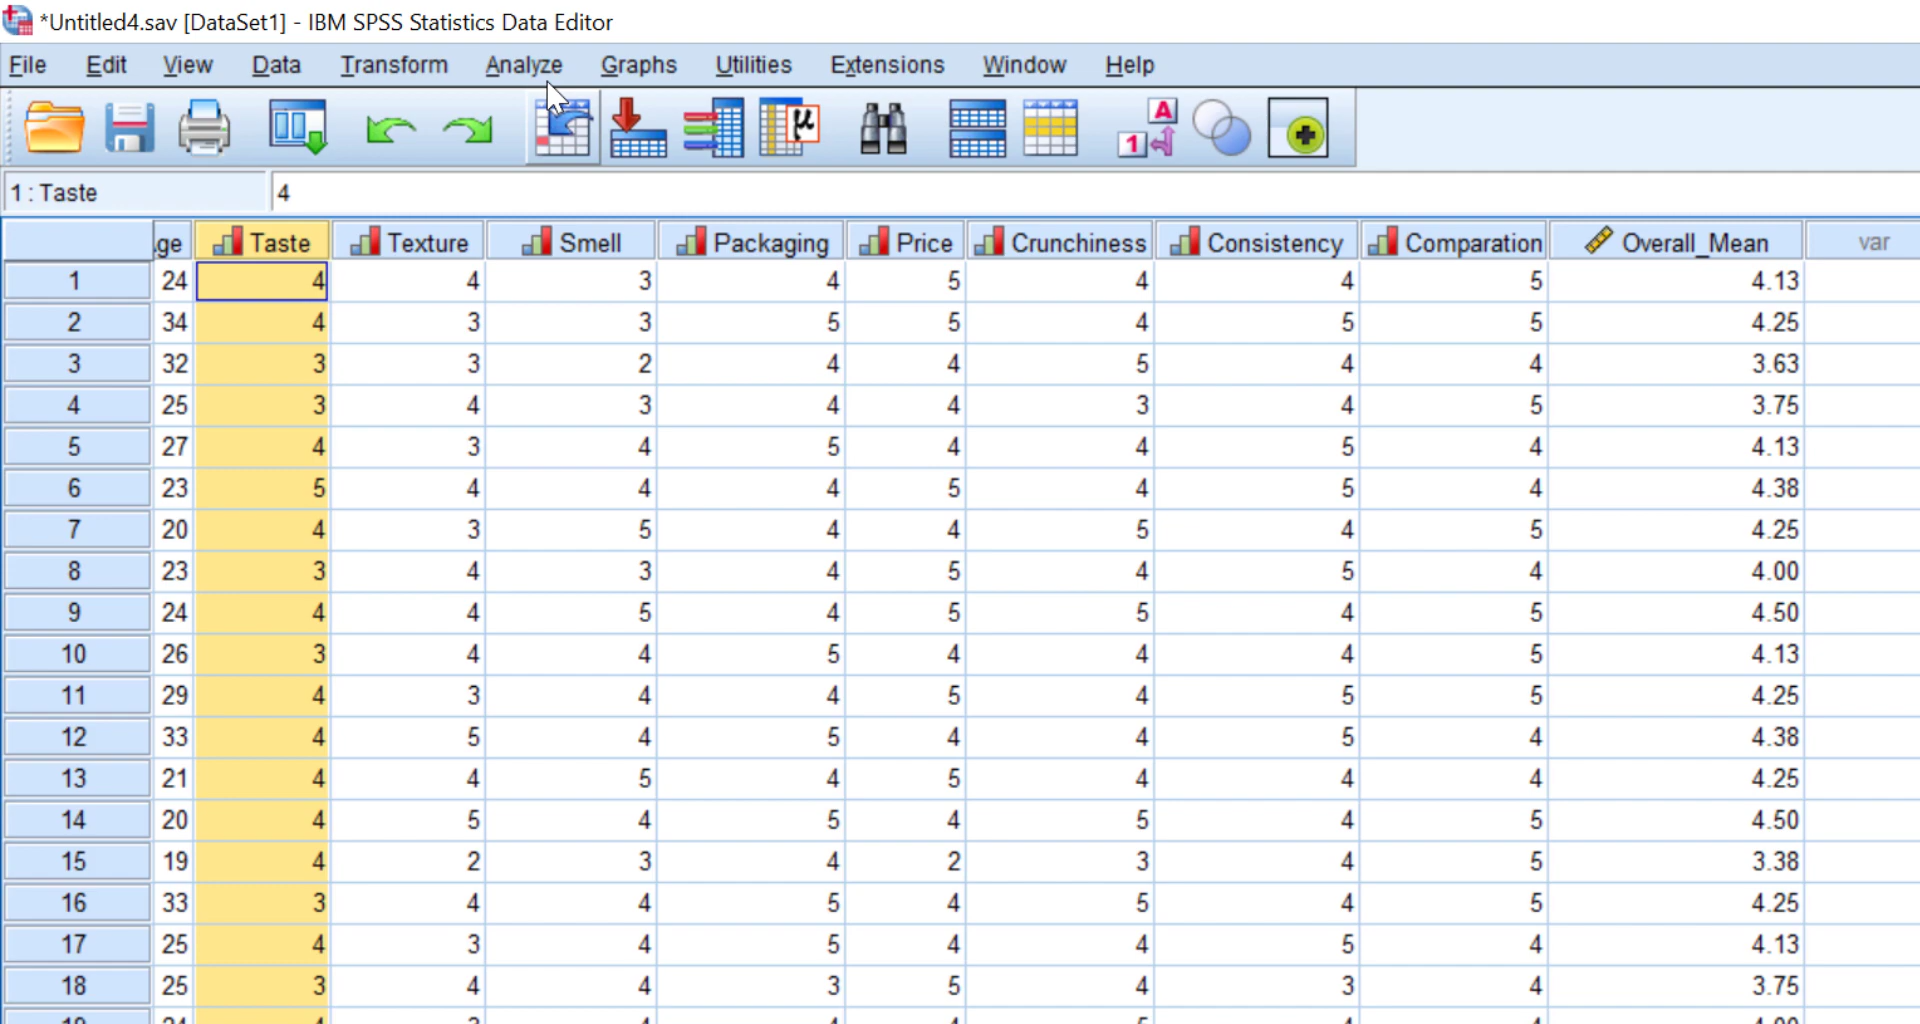 *Untitled4.sav [DataSet1] - IBM SPSS Statistics Data Editor
File Edit View Data Transform Analyze Graphs Utilities Extensions Window Help
1 : Taste 4
ge Taste Texture Smell Packaging Price Crunchiness Consistency Comparation Overall_Mean var
1 24 4 4 3 4 5 4 4 5 4.13
2 34 4 3 3 5 5 4 5 5 4.25
3 32 3 3 2 4 4 5 4 4 3.63
4 25 3 4 3 4 4 3 4 5 3.75
5 27 4 3 4 5 4 4 5 4 4.13
6 23 5 4 4 4 5 4 5 4 4.38
7 20 4 3 5 4 4 5 4 5 4.25
8 23 3 4 3 4 5 4 5 4 4.00
9 24 4 4 5 4 5 5 4 5 4.50
10 26 3 4 4 5 4 4 4 5 4.13
11 29 4 3 4 4 5 4 5 5 4.25
12 33 4 5 4 5 4 4 5 4 4.38
13 21 4 4 5 4 5 4 4 4 4.25
14 20 4 5 4 5 4 5 4 5 4.50
15 19 4 2 3 4 2 3 4 5 3.38
16 33 3 4 4 5 4 5 4 5 4.25
17 25 4 3 4 5 4 4 5 4 4.13
18 25 3 4 4 3 5 4 3 4 3.75